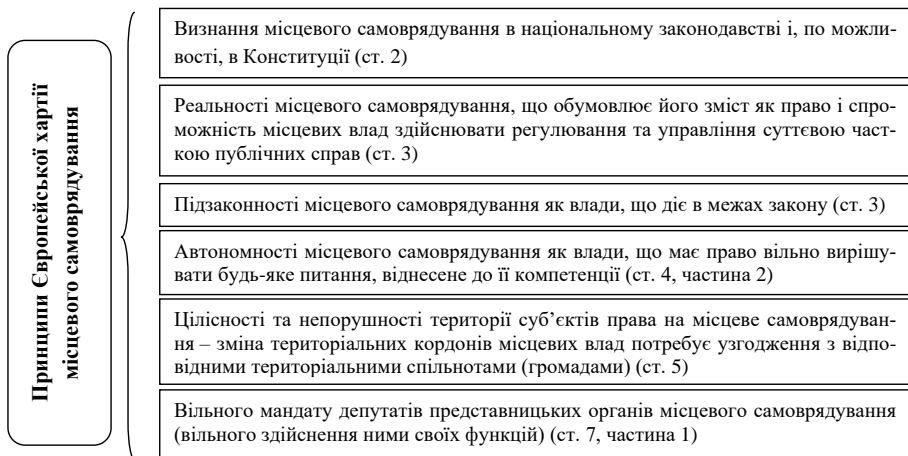 Принципи Європейської хартії
місцевого самоврядування
Визнання місцевого самоврядування в національному законодавстві і, по можли-
вості, в Конституції (ст. 2)
Реальності місцевого самоврядування, що обумовлює його зміст як право і спро-
можність місцевих влад здійснювати регулювання та управління суттєвою част-
кою публічних справ (ст. 3)
Підзаконності місцевого самоврядування як влади, що діє в межах закону (ст. 3)
Автономності місцевого самоврядування як влади, що має право вільно вирішу-
вати будь-яке питання, віднесене до її компетенції (ст. 4, частина 2)
Цілісності та непорушності території суб’єктів права на місцеве самоврядуван-
ня – зміна територіальних кордонів місцевих влад потребує узгодження з відпо-
відними територіальними спільнотами (громадами) (ст. 5)
Вільного мандату депутатів представницьких органів місцевого самоврядування
(вільного здійснення ними своїх функцій) (ст. 7, частина 1)